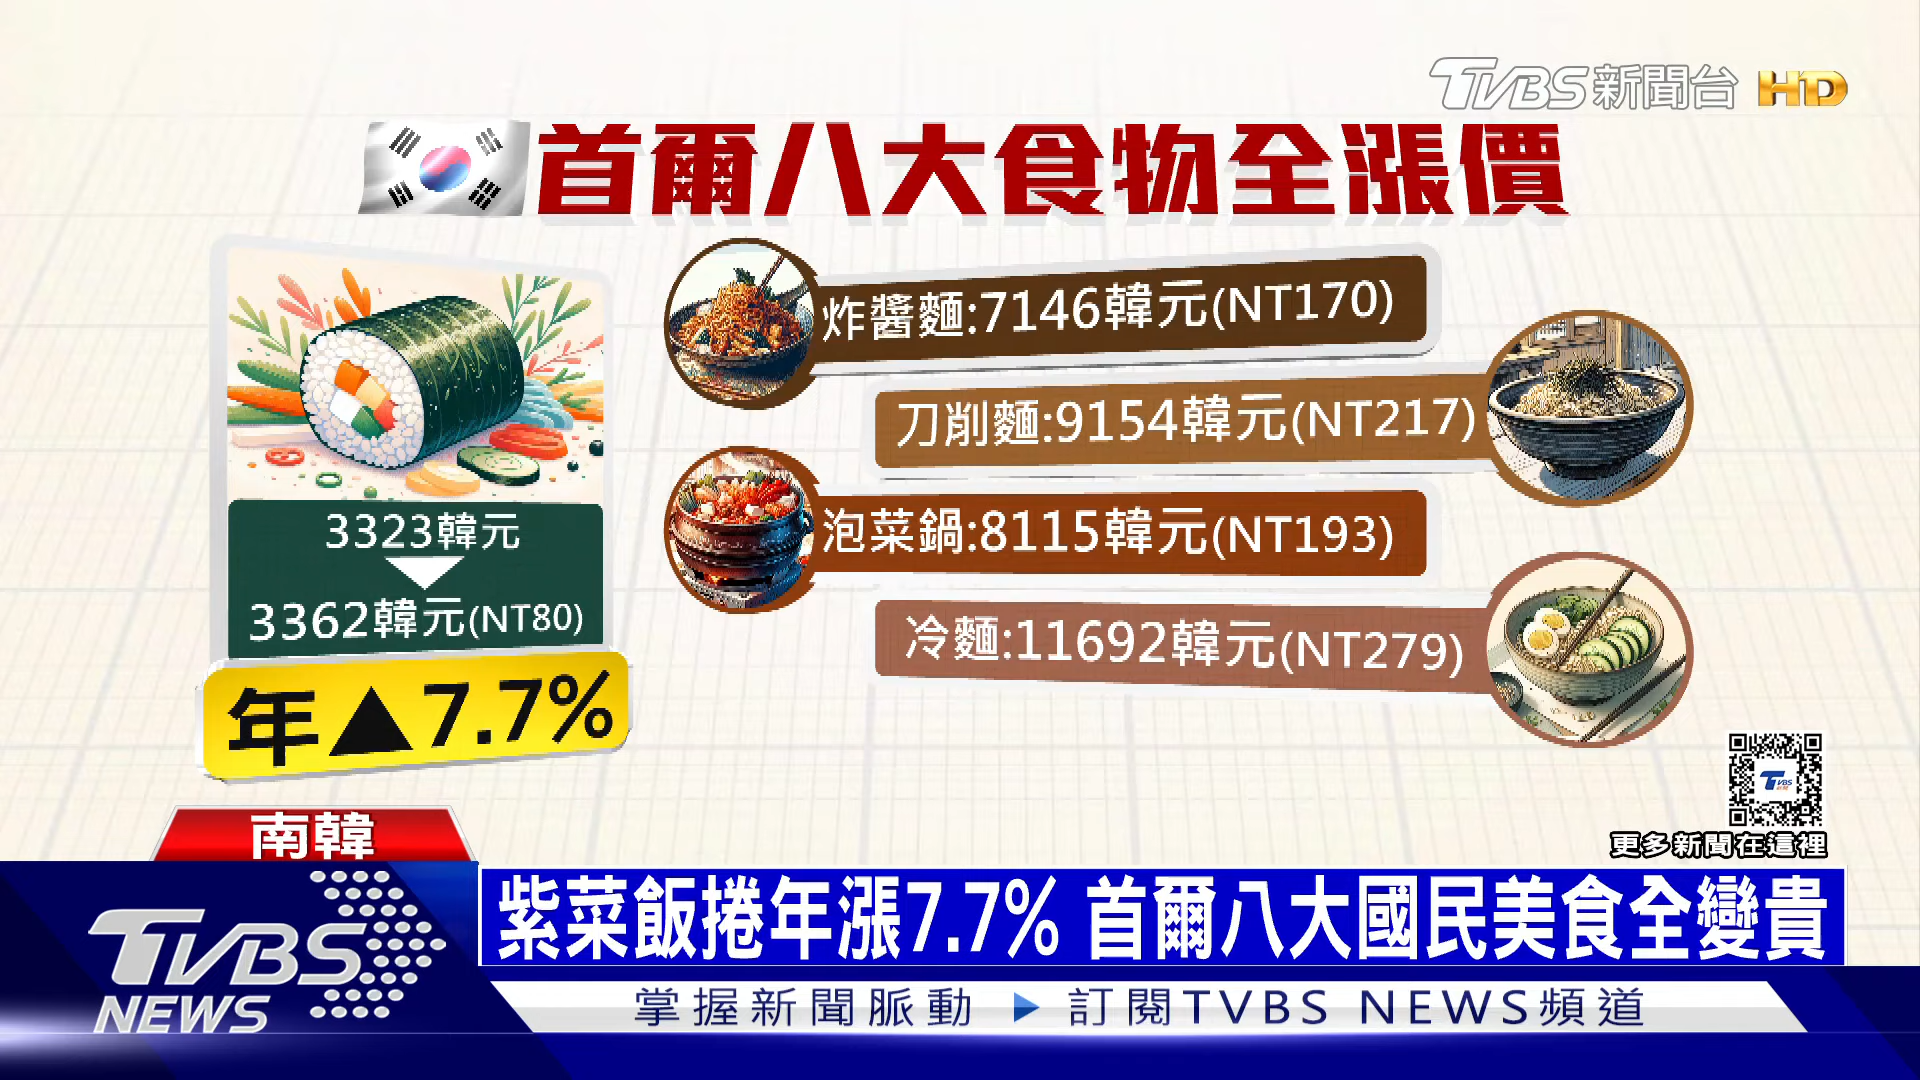 TVBS新聞台 HD
首爾八大食物全漲價
炸醬麵:7146韓元(NT170)
刀削麵:9154韓元(NT217)
泡菜鍋:8115韓元(NT193)
冷麵:11692韓元(NT279)
3323韓元
3362韓元(NT80)
年▲7.7%
TVBS
新聞
更多新聞在這裡
南韓
紫菜飯捲年漲7.7% 首爾八大國民美食全變貴
TVBS
NEWS
掌握新聞脈動 ▶ 訂閱TVBS NEWS頻道